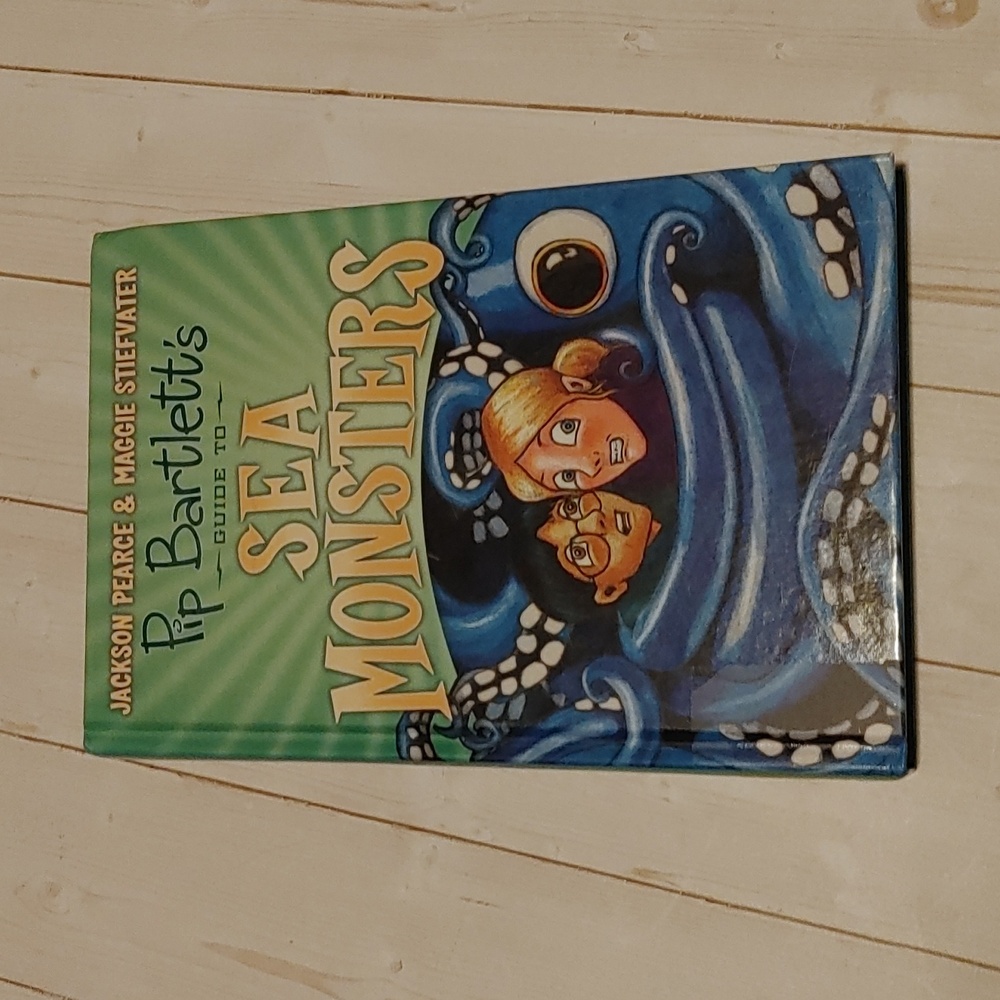 JACKSON PEARCE & MAGGIE STIEFVATER
Pip Bartlett's
GUIDE TO
SEA
MONSTERS